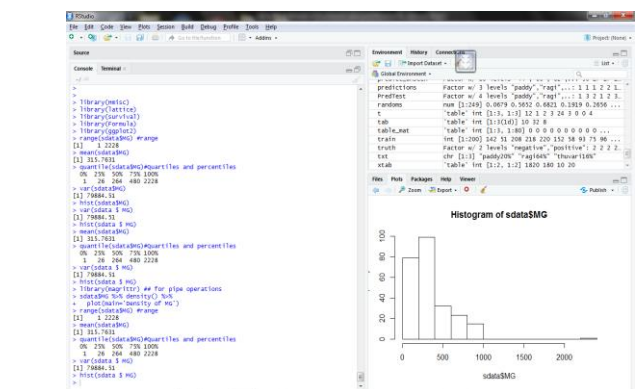 RStudio
File Edit Code View Plots Session Build Debug Profile Tools Help
Go to file/function Addins Project: (None)
Source
Console Terminal
>
>
> library(Hmisc)
> library(lattice)
> library(survival)
> library(Formula)
> library(ggplot2)
> range(sdata$MG) #range
[1] 1 2228
> mean(sdata$MG)
[1] 315.7631
> quantile(sdata$MG)#Quartiles and percentiles
0% 25% 50% 75% 100%
1 26 264 480 2228
> var(sdata$MG)
[1] 79884.51
> hist(sdata$MG)
> var(sdata $ MG)
[1] 79884.51
> hist(sdata $ MG)
> mean(sdata$MG)
[1] 315.7631
> quantile(sdata$MG)#Quartiles and percentiles
0% 25% 50% 75% 100%
1 26 264 480 2228
> var(sdata $ MG)
[1] 79884.51
> hist(sdata $ MG)
> library(magrittr) ## for pipe operations
> sdata$MG %>% density() %>%
+ plot(main='Density of MG')
> range(sdata$MG) #range
[1] 1 2228
> mean(sdata$MG)
[1] 315.7631
> quantile(sdata$MG)#Quartiles and percentiles
0% 25% 50% 75% 100%
1 26 264 480 2228
> var(sdata $ MG)
[1] 79884.51
> hist(sdata $ MG)
>
Environment History
Import Dataset List
Global Environment
predictions Factor w/ 3 levels "paddy","ragi",..: 1 1 1 2 2 1.
PredTest Factor w/ 4 levels "paddy","ragi",..: 1 3 2 1 2 3.
randoms num [1:249] 0.0679 0.5652 0.6821 0.1919 0.2656 ...
t 'table' int [1:3, 1:3] 12 1 2 3 24 3 0 0 4
tab 'table' int [1:3(1d)] 10 32 8
table_mat 'table' int [1:3, 1:80] 0 0 0 0 0 0 0 0 0 ...
train int [1:200] 142 51 208 218 220 152 58 93 75 96 ...
truth Factor w/ 2 levels "negative","positive": 2 2 2.
txt chr [1:3] "paddy20%" "ragi64%" "thuvari16%"
xtab 'table' int [1:2, 1:2] 1820 180 10 20
Files Plots Packages Help Viewer
Zoom Export Publish
Histogram of sdata$MG
100
80
60
40
20
0
0 500 1000 1500 2000
sdata$MG